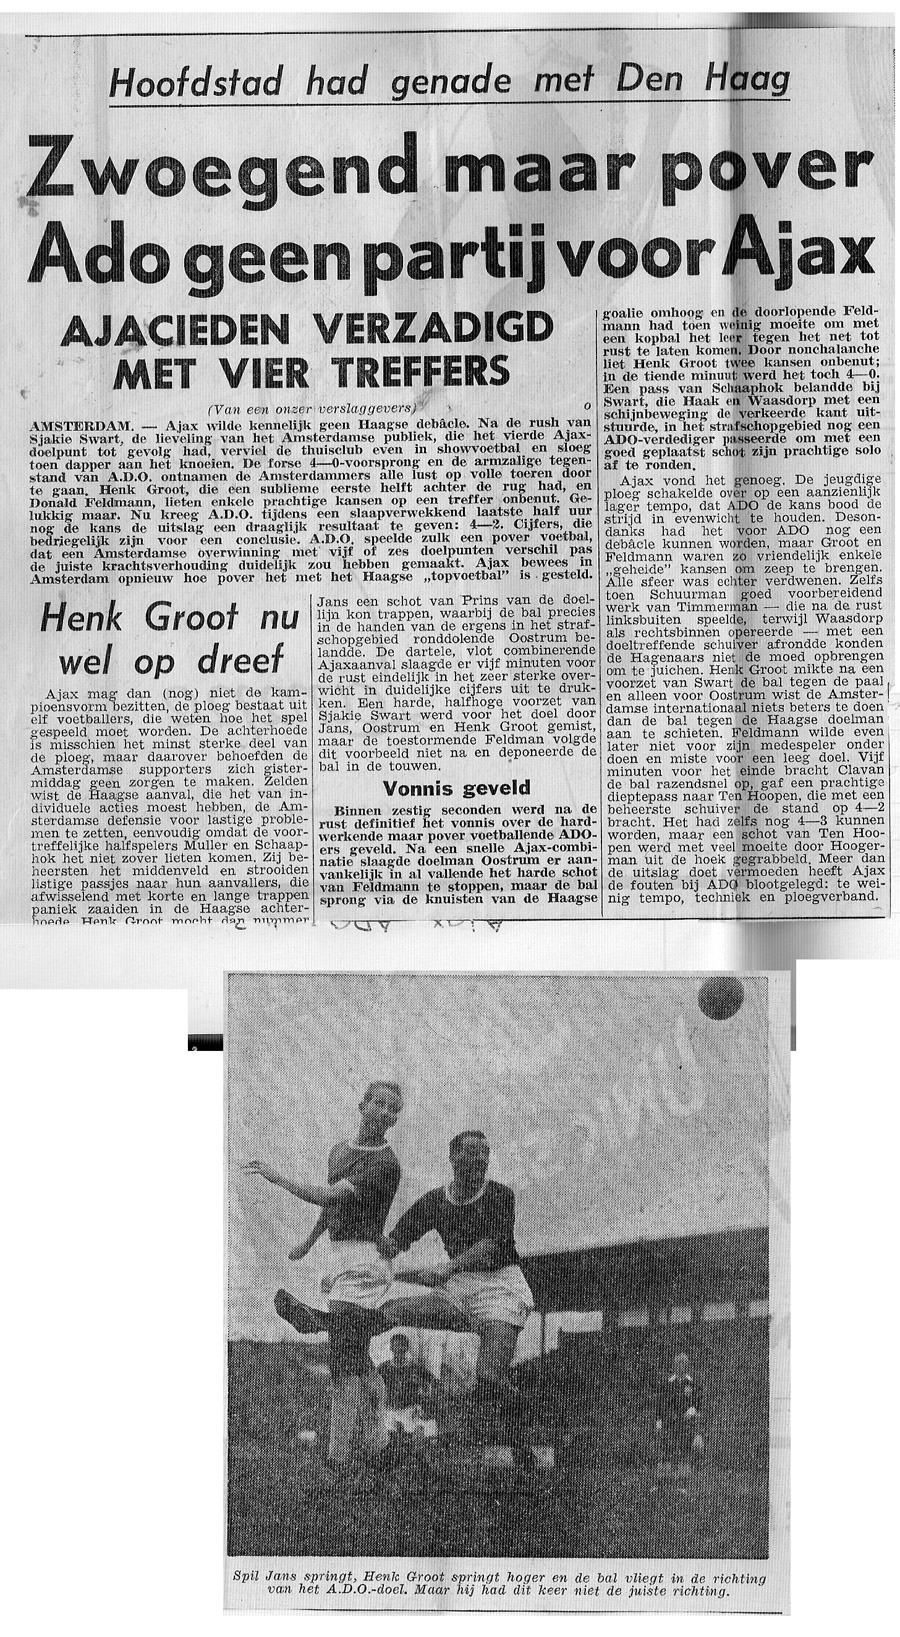 Hoofdstad had genade met Den Haag
Zwoegend maar pover
Ado geen partij voor Ajax
AJACIEDEN VERZADIGD
MET VIER TREFFERS
(Van een onzer verslaggevers)
AMSTERDAM. — Ajax wilde kennelijk geen Haagse debâcle. Na de rush van
Sjakie Swart, de lieveling van het Amsterdamse publiek, die het vierde Ajax-
doelpunt tot gevolg had, verviel de thuisclub even in showvoetbal en sloeg
toen dapper aan het knoeien. De forse 4—0-voorsprong en de armzalige tegen-
stand van A.D.O. ontnamen de Amsterdammers alle lust op volle toeren door
te gaan. Henk Groot, die een sublieme eerste helft achter de rug had, en
Donald Feldmann, lieten enkele prachtige kansen op een treffer onbenut. Ge-
lukkig maar. Nu kreeg A.D.O. tijdens een slaapverwekkend laatste half uur
nog de kans de uitslag een draaglijk resultaat te geven: 4—2. Cijfers, die
bedriegelijk zijn voor een conclusie. A.D.O. speelde zulk een pover voetbal,
dat een Amsterdamse overwinning met vijf of zes doelpunten verschil pas
de juiste krachtsverhouding duidelijk zou hebben gemaakt. Ajax bewees in
Amsterdam opnieuw hoe pover het met het Haagse „topvoetbal” is gesteld.
Henk Groot nu
wel op dreef
Ajax mag dan (nog) niet de kam-
pioensvorm bezitten, de ploeg bestaat uit
elf voetballers, die weten hoe het spel
gespeeld moet worden. De achterhoede
is misschien het minst sterke deel van
de ploeg, maar daarover behoefden de
Amsterdamse supporters zich gister-
middag geen zorgen te maken. Zelden
wist de Haagse aanval, die het van in-
dividuele acties moest hebben, de Am-
sterdamse defensie voor lastige proble-
men te zetten, eenvoudig omdat de voor-
treffelijke halfspelers Muller en Schaap-
hok het niet zover lieten komen. Zij be-
heersten het middenveld en strooiden
listige passjes naar hun aanvallers, die
afwisselend met korte en lange trappen
paniek zaaiden in de Haagse achter-
hoede. Henk Groot mocht dan nummer
Jans een schot van Prins van de doel-
lijn kon trappen, waarbij de bal precies
in de handen van de ergens in het straf-
schopgebied ronddolende Oostrum be-
landde. De dartele, vlot combinerende
Ajaxaanval slaagde er vijf minuten voor
de rust eindelijk in het zeer sterke over-
wicht in duidelijke cijfers uit te druk-
ken. Een harde, halfhoge voorzet van
Sjakie Swart werd voor het doel door
Jans, Oostrum en Henk Groot gemist,
maar de toestormende Feldman volgde
dit voorbeeld niet na en deponeerde de
bal in de touwen.
Vonnis geveld
Binnen zestig seconden werd na de
rust definitief het vonnis over de hard-
werkende maar pover voetballende ADO-
ers geveld. Na een snelle Ajax-combi-
natie slaagde doelman Oostrum er aan-
vankelijk in al vallende het harde schot
van Feldmann te stoppen, maar de bal
sprong via de knuisten van de Haagse
goalie omhoog en de doorlopende Feld-
mann had toen weinig moeite om met
een kopbal het leer tegen het net tot
rust te laten komen. Door nonchalanche
liet Henk Groot twee kansen onbenut;
in de tiende minuut werd het toch 4—0.
Een pass van Schaaphok belandde bij
Swart, die Haak en Waasdorp met een
schijnbeweging de verkeerde kant uit-
stuurde, in het strafschopgebied nog een
ADO-verdediger passeerde om met een
goed geplaatst schot zijn prachtige solo
af te ronden.
Ajax vond het genoeg. De jeugdige
ploeg schakelde over op een aanzienlijk
lager tempo, dat ADO de kans bood de
strijd in evenwicht te houden. Deson-
danks had het voor ADO nog een
debâcle kunnen worden, maar Groot en
Feldmann waren zo vriendelijk enkele
„geheide” kansen om zeep te brengen.
Alle sfeer was echter verdwenen. Zelfs
toen Schuurman goed voorbereidend
werk van Timmerman — die na de rust
linksbuiten speelde, terwijl Waasdorp
als rechtsbinnen opereerde — met een
doeltreffende schuiver afrondde konden
de Hagenaars niet de moed opbrengen
om te juichen. Henk Groot mikte na een
voorzet van Swart de bal tegen de paal
en alleen voor Oostrum wist de Amster-
damse internationaal niets beters te doen
dan de bal tegen de Haagse doelman
aan te schieten. Feldmann wilde even
later niet voor zijn medespeler onder
doen en miste voor een leeg doel. Vijf
minuten voor het einde bracht Clavan
de bal razendsnel op, gaf een prachtige
dieptepass naar Ten Hoopen, die met een
beheerste schuiver de stand op 4—2
bracht. Het had zelfs nog 4—3 kunnen
worden, maar een schot van Ten Hoo-
pen werd met veel moeite door Hooger-
man uit de hoek gegrabbeld. Meer dan
de uitslag doet vermoeden heeft Ajax
de fouten bij ADO blootgelegd: te wei-
nig tempo, techniek en ploegverband.
Spil Jans springt, Henk Groot springt hoger en de bal vliegt in de richting
van het A.D.O.-doel. Maar hij had dit keer niet de juiste richting.